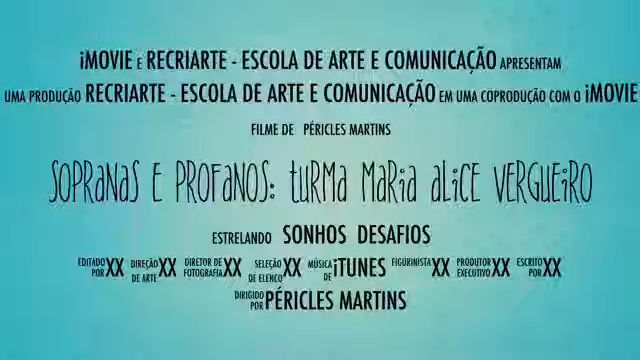 iMOVIE E RECRIARTE - ESCOLA DE ARTE E COMUNICAÇÃO APRESENTAM
UMA PRODUÇÃO RECRIARTE - ESCOLA DE ARTE E COMUNICAÇÃO EM UMA COPRODUÇÃO COM O iMOVIE
FILME DE PÉRICLES MARTINS
SOPRANAS E PROFANOS: TURMA MARIA ALICE VERGUEIRO
ESTRELANDO SONHOS DESAFIOS
EDITADO POR XX DIREÇÃO DE ARTE XX DIRETOR DE FOTOGRAFIA XX SELEÇÃO DE ELENCO XX MÚSICA DE iTUNES FIGURINISTA XX PRODUTOR EXECUTIVO XX ESCRITO POR XX
DIRIGIDO POR PÉRICLES MARTINS